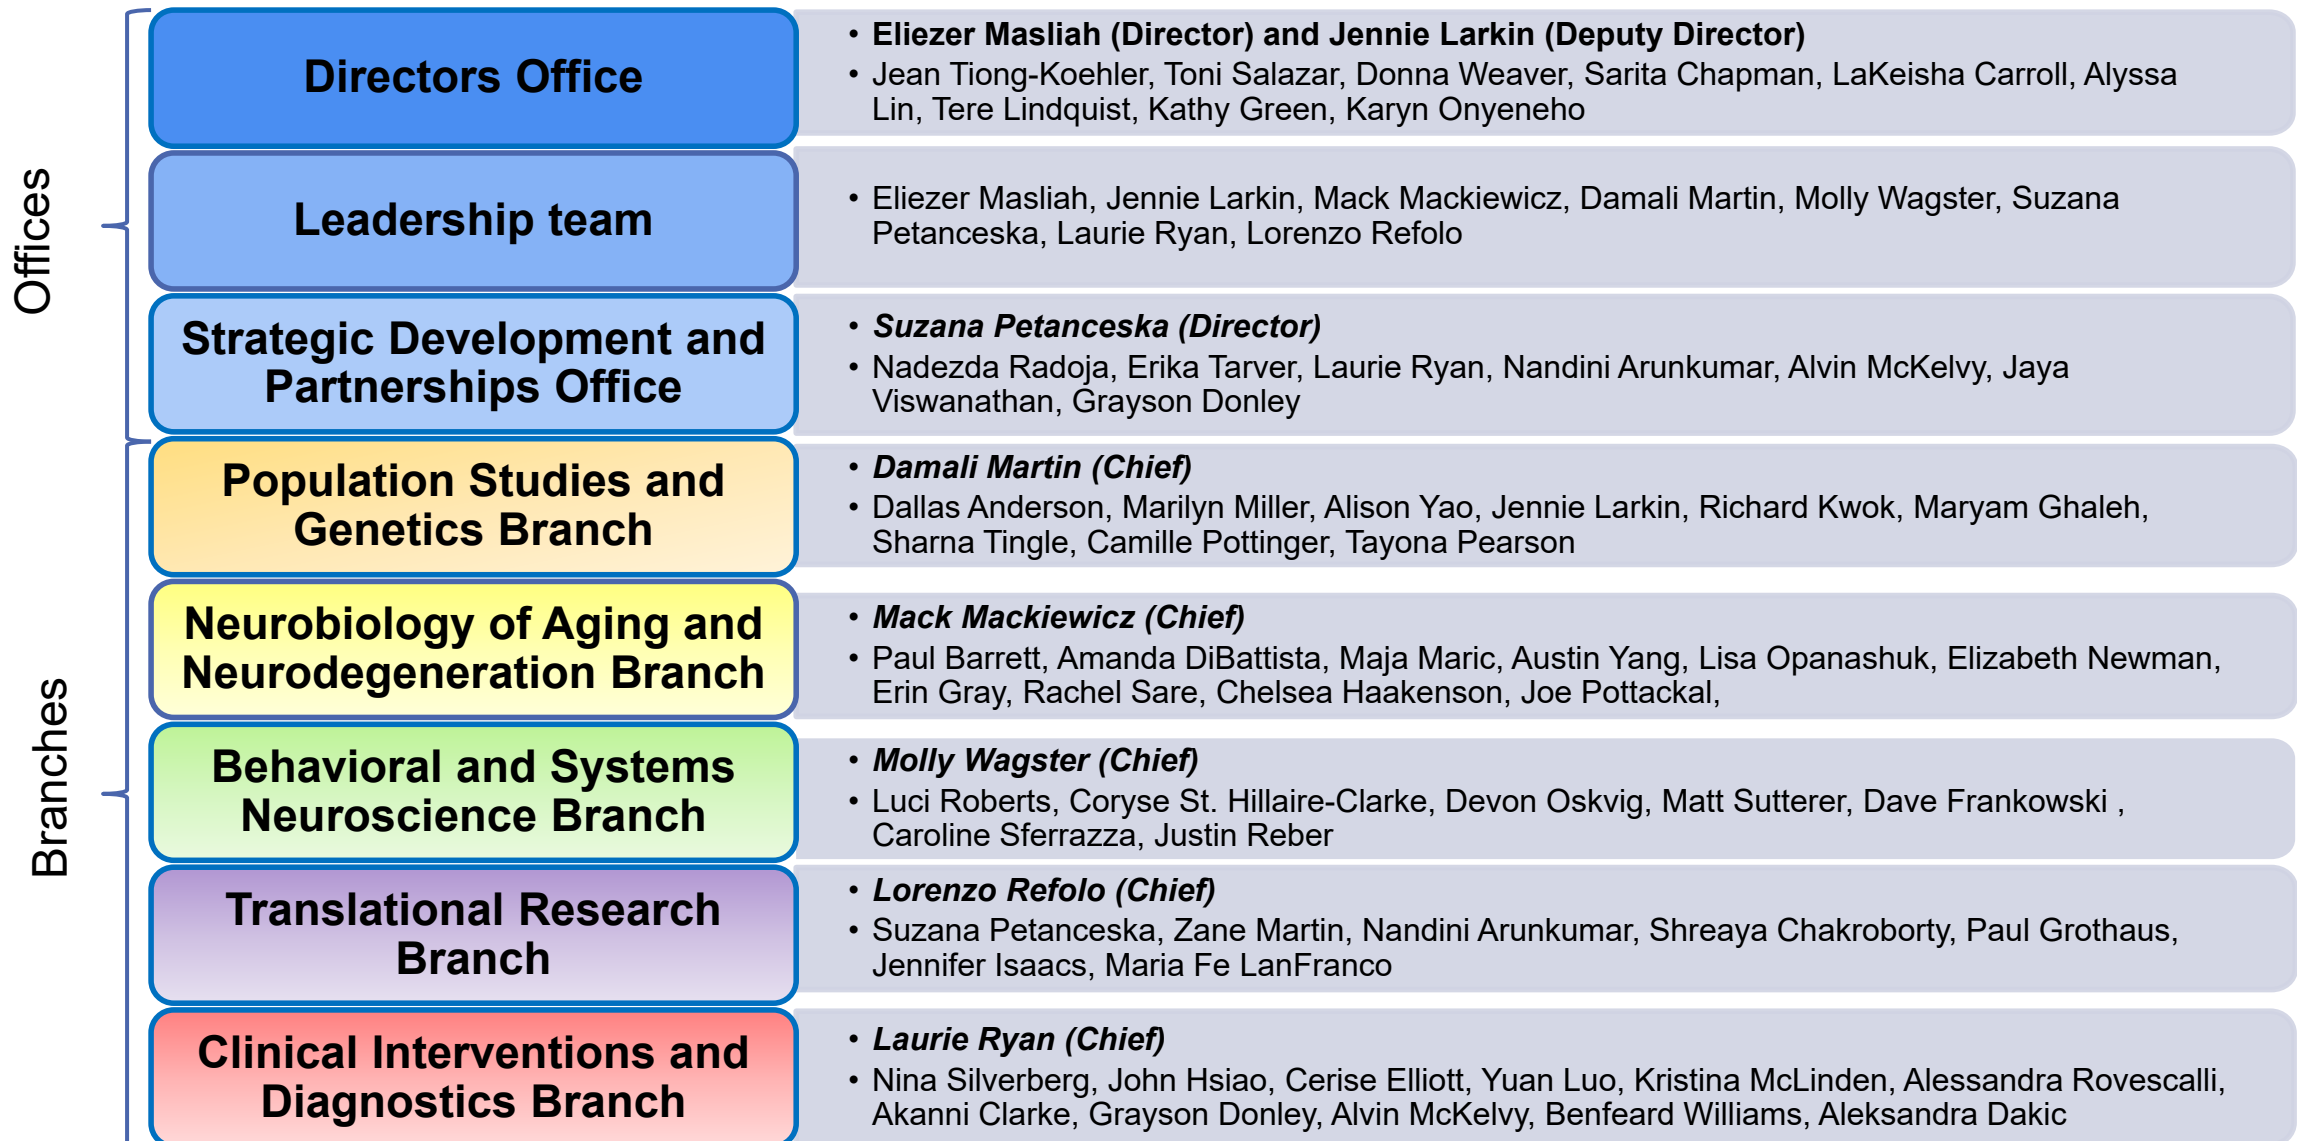 Offices
Directors Office
• Eliezer Masliah (Director) and Jennie Larkin (Deputy Director)
• Jean Tiong-Koehler, Toni Salazar, Donna Weaver, Sarita Chapman, LaKeisha Carroll, Alyssa
Lin, Tere Lindquist, Kathy Green, Karyn Onyeneho
Leadership team
• Eliezer Masliah, Jennie Larkin, Mack Mackiewicz, Damali Martin, Molly Wagster, Suzana
Petanceska, Laurie Ryan, Lorenzo Refolo
Strategic Development and
Partnerships Office
• Suzana Petanceska (Director)
• Nadezda Radoja, Erika Tarver, Laurie Ryan, Nandini Arunkumar, Alvin McKelvy, Jaya
Viswanathan, Grayson Donley
Branches
Population Studies and
Genetics Branch
• Damali Martin (Chief)
• Dallas Anderson, Marilyn Miller, Alison Yao, Jennie Larkin, Richard Kwok, Maryam Ghaleh,
Sharna Tingle, Camille Pottinger, Tayona Pearson
Neurobiology of Aging and
Neurodegeneration Branch
• Mack Mackiewicz (Chief)
• Paul Barrett, Amanda DiBattista, Maja Maric, Austin Yang, Lisa Opanashuk, Elizabeth Newman,
Erin Gray, Rachel Sare, Chelsea Haakenson, Joe Pottackal,
Behavioral and Systems
Neuroscience Branch
• Molly Wagster (Chief)
• Luci Roberts, Coryse St. Hillaire-Clarke, Devon Oskvig, Matt Sutterer, Dave Frankowski ,
Caroline Sferrazza, Justin Reber
Translational Research
Branch
• Lorenzo Refolo (Chief)
• Suzana Petanceska, Zane Martin, Nandini Arunkumar, Shreaya Chakroborty, Paul Grothaus,
Jennifer Isaacs, Maria Fe LanFranco
Clinical Interventions and
Diagnostics Branch
• Laurie Ryan (Chief)
• Nina Silverberg, John Hsiao, Cerise Elliott, Yuan Luo, Kristina McLinden, Alessandra Rovescalli,
Akanni Clarke, Grayson Donley, Alvin McKelvy, Benfeard Williams, Aleksandra Dakic